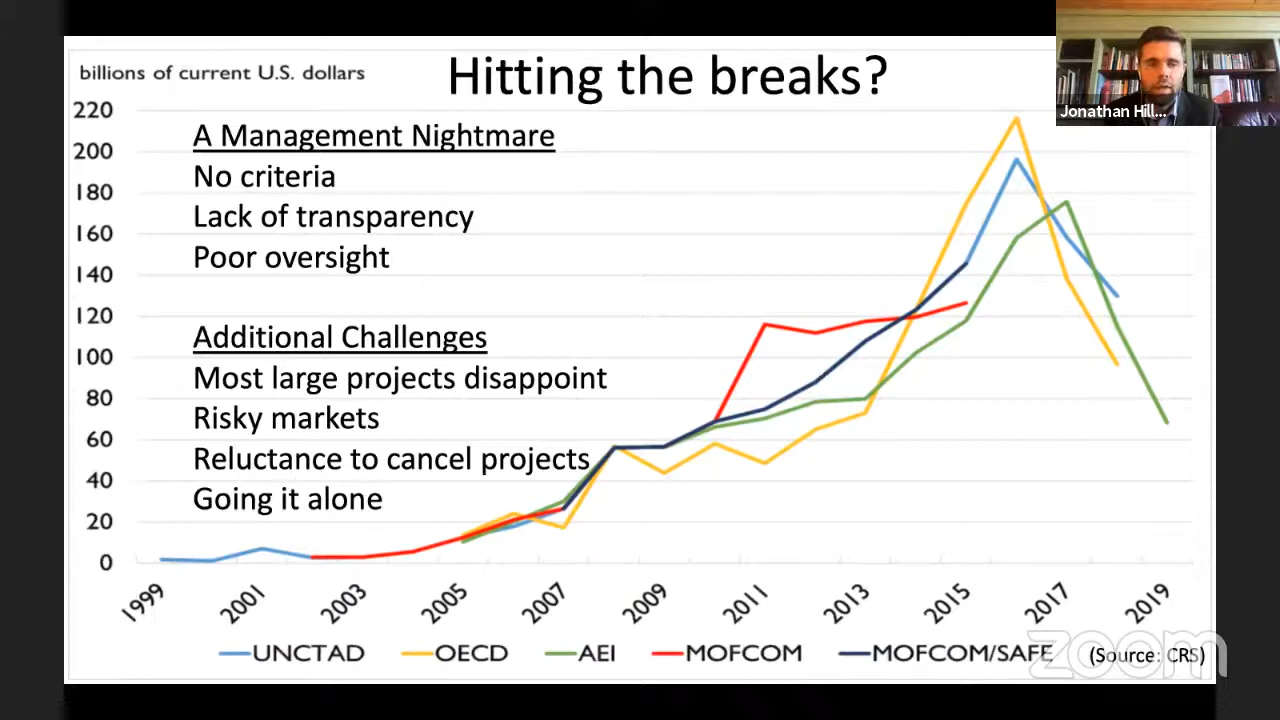 billions of current U.S. dollars
Hitting the breaks?
Jonathan Hill...
220
200
180
160
140
120
100
80
60
40
20
0
A Management Nightmare
No criteria
Lack of transparency
Poor oversight
Additional Challenges
Most large projects disappoint
Risky markets
Reluctance to cancel projects
Going it alone
1999
2001
2003
2005
2007
2009
2011
2013
2015
2017
2019
UNCTAD OECD AEI MOFCOM MOFCOM/SAFE (Source: CRS)
zoom